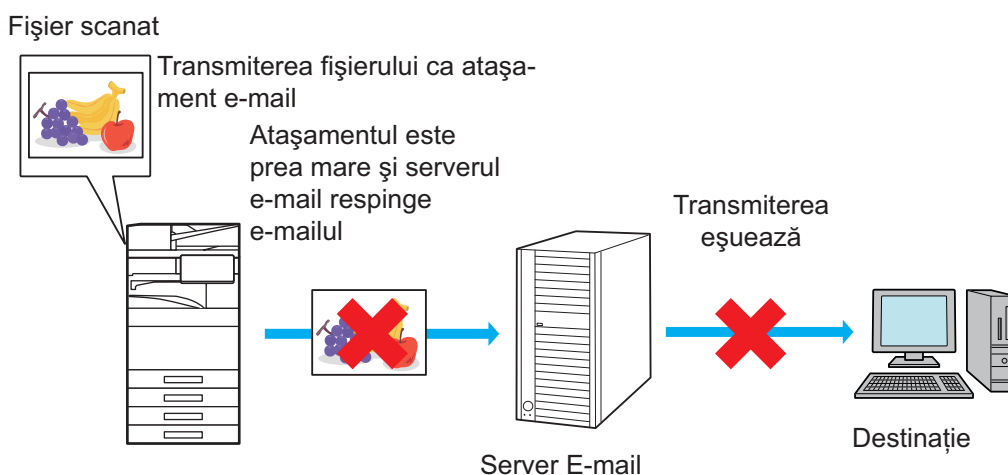 Fişier scanat
Transmiterea fişierului ca ataşa-
ment e-mail
Ataşamentul este
prea mare şi serverul
e-mail respinge
e-mailul
Transmiterea
eşuează
Server E-mail
Destinaţie